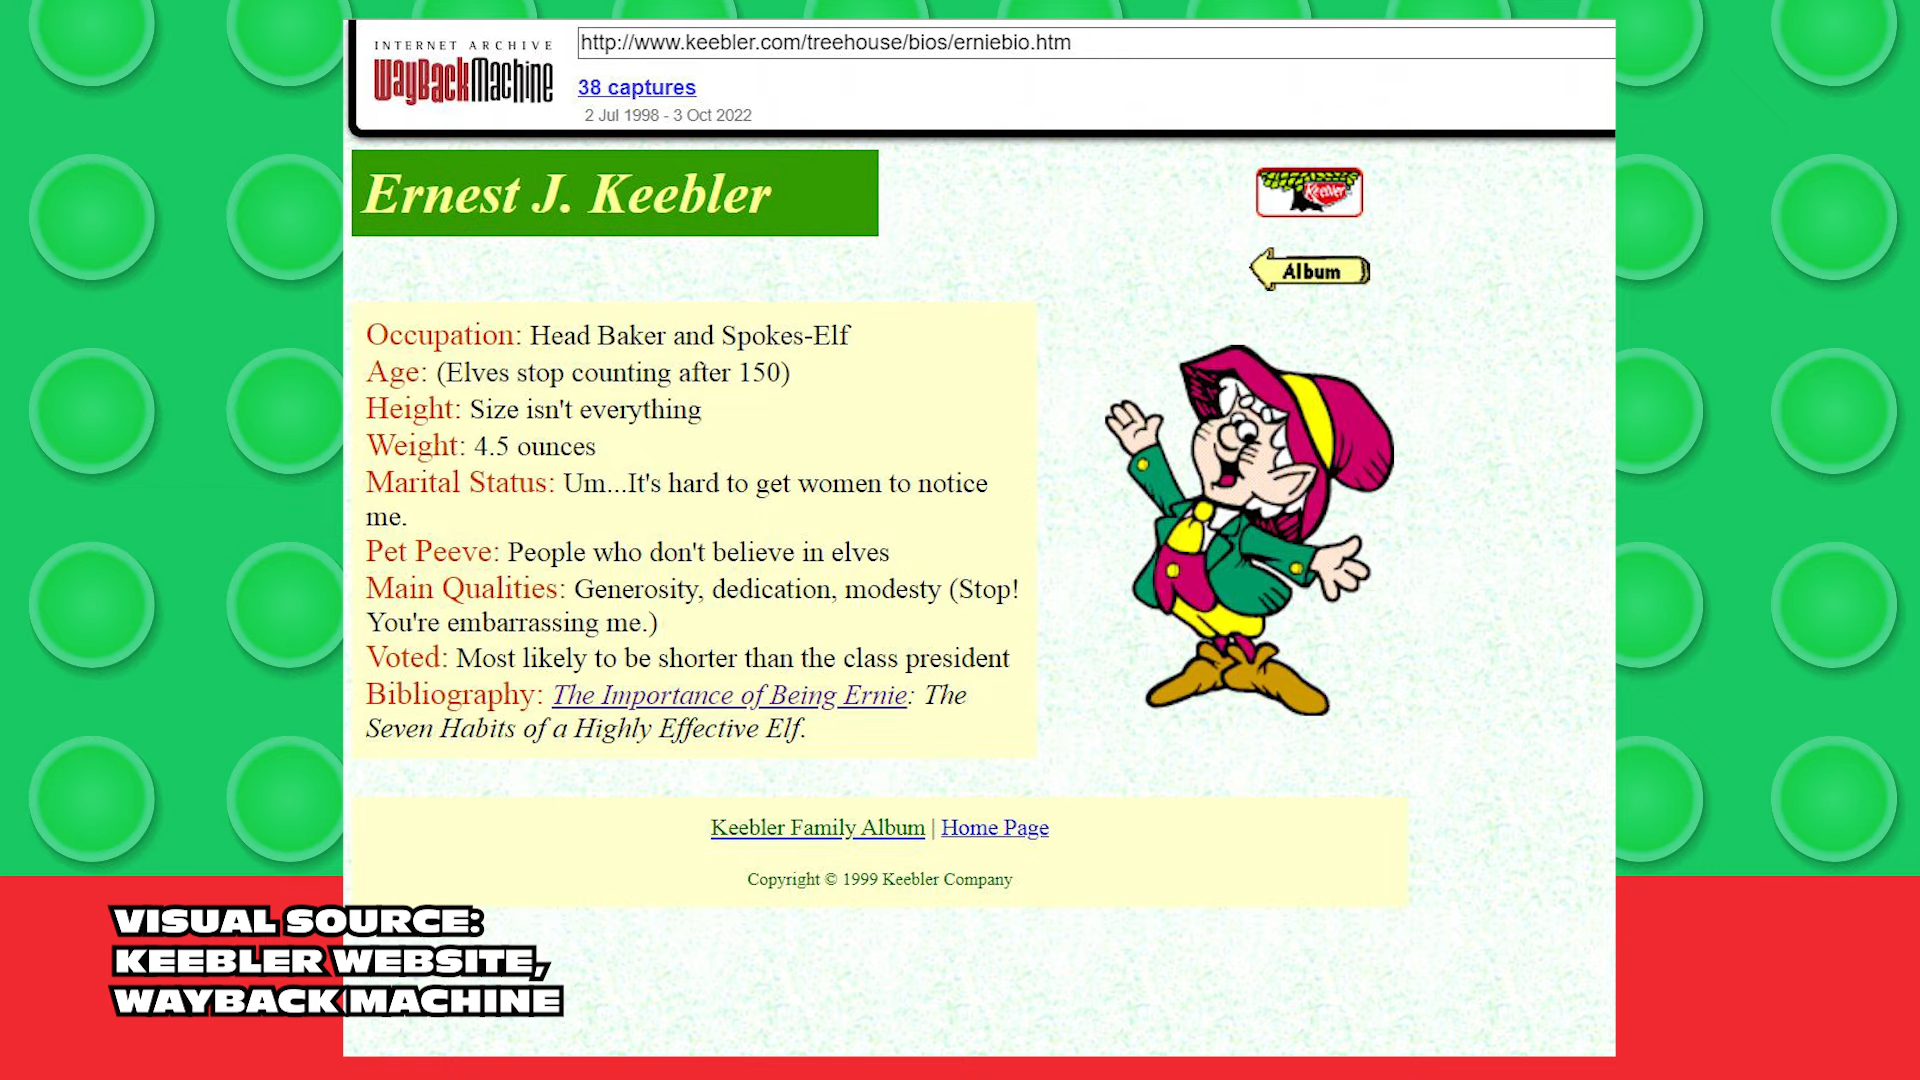 INTERNET ARCHIVE
WayBackMachine
http://www.keebler.com/treehouse/bios/erniebio.htm
38 captures
2 Jul 1998 - 3 Oct 2022
Ernest J. Keebler
Keebler
Album
Occupation: Head Baker and Spokes-Elf
Age: (Elves stop counting after 150)
Height: Size isn't everything
Weight: 4.5 ounces
Marital Status: Um...It's hard to get women to notice
me.
Pet Peeve: People who don't believe in elves
Main Qualities: Generosity, dedication, modesty (Stop!
You're embarrassing me.)
Voted: Most likely to be shorter than the class president
Bibliography: The Importance of Being Ernie: The
Seven Habits of a Highly Effective Elf.
Keebler Family Album | Home Page
Copyright © 1999 Keebler Company
VISUAL SOURCE:
KEEBLER WEBSITE,
WAYBACK MACHINE